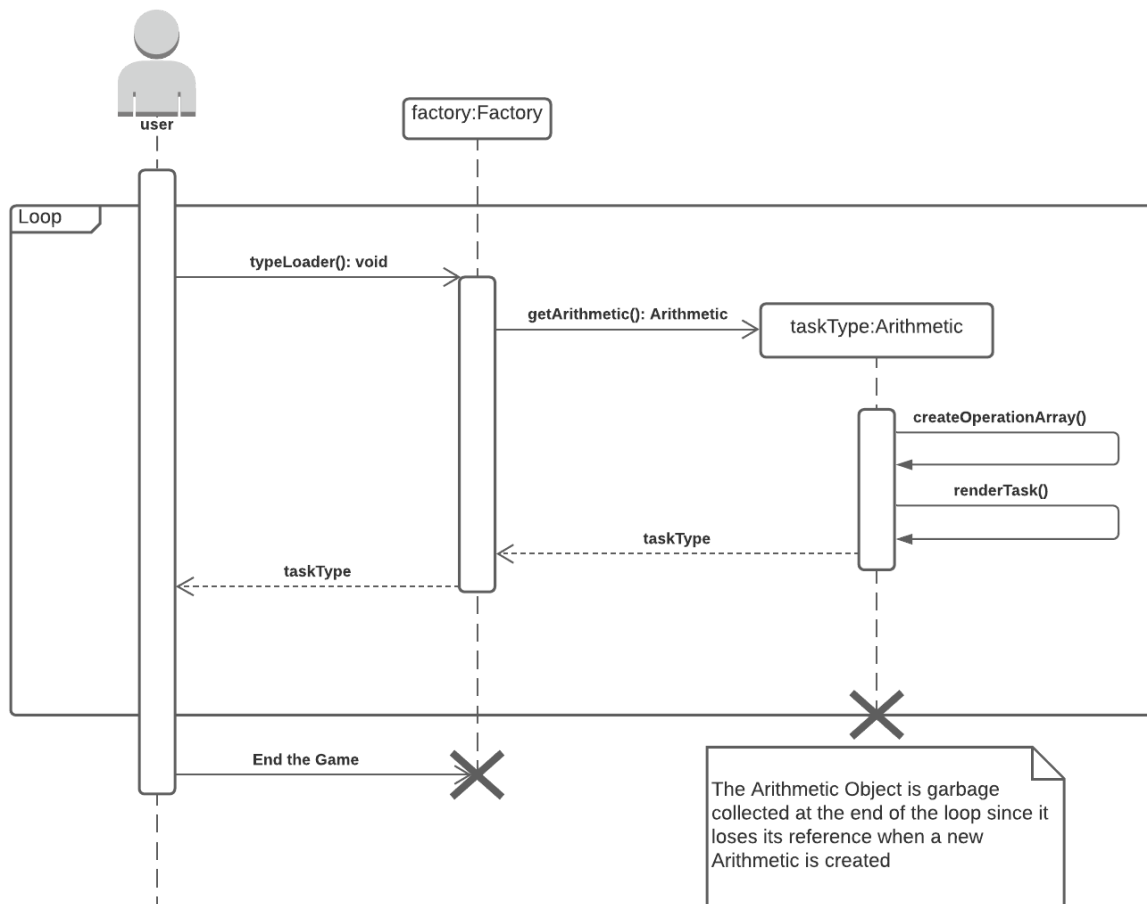 user
factory:Factory
Loop
typeLoader(): void
getArithmetic(): Arithmetic
taskType:Arithmetic
createOperationArray()
renderTask()
taskType
taskType
End the Game
The Arithmetic Object is garbage
collected at the end of the loop since it
loses its reference when a new
Arithmetic is created